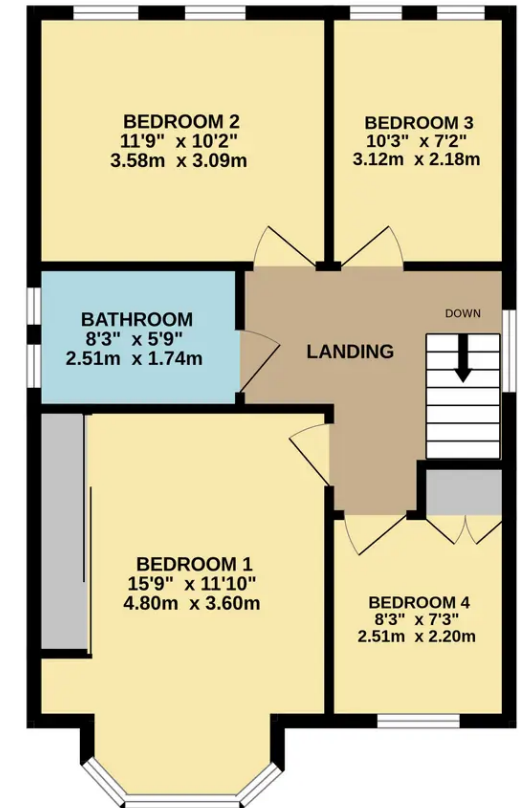 BEDROOM 2
11'9" x 10'2"
3.58m x 3.09m
BEDROOM 3
10'3" x 7'2"
3.12m x 2.18m
BATHROOM
8'3" x 5'9"
2.51m x 1.74m
LANDING
DOWN
BEDROOM 1
15'9" x 11'10"
4.80m x 3.60m
BEDROOM 4
8'3" x 7'3"
2.51m x 2.20m